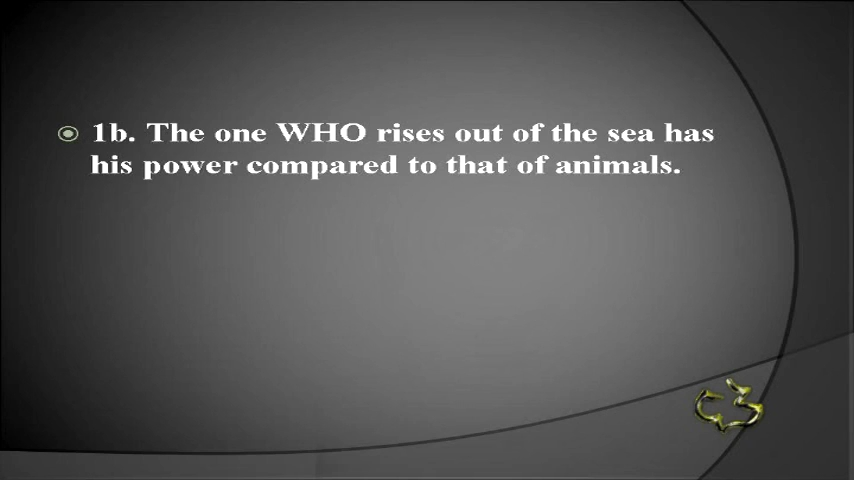 1b. The one WHO rises out of the sea has
his power compared to that of animals.